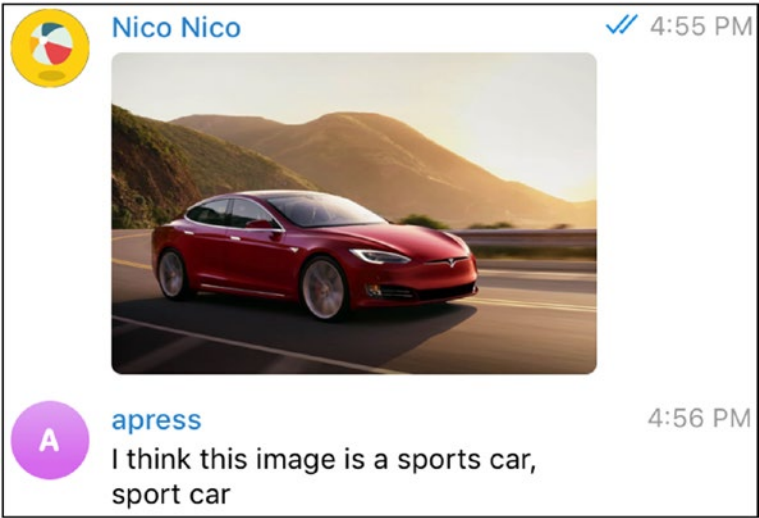 Nico Nico 4:55 PM
A
apress 4:56 PM
I think this image is a sports car,
sport car